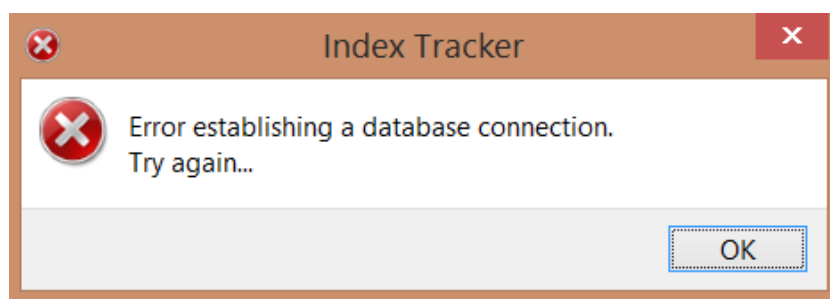 Index Tracker
Error establishing a database connection.
Try again...
OK